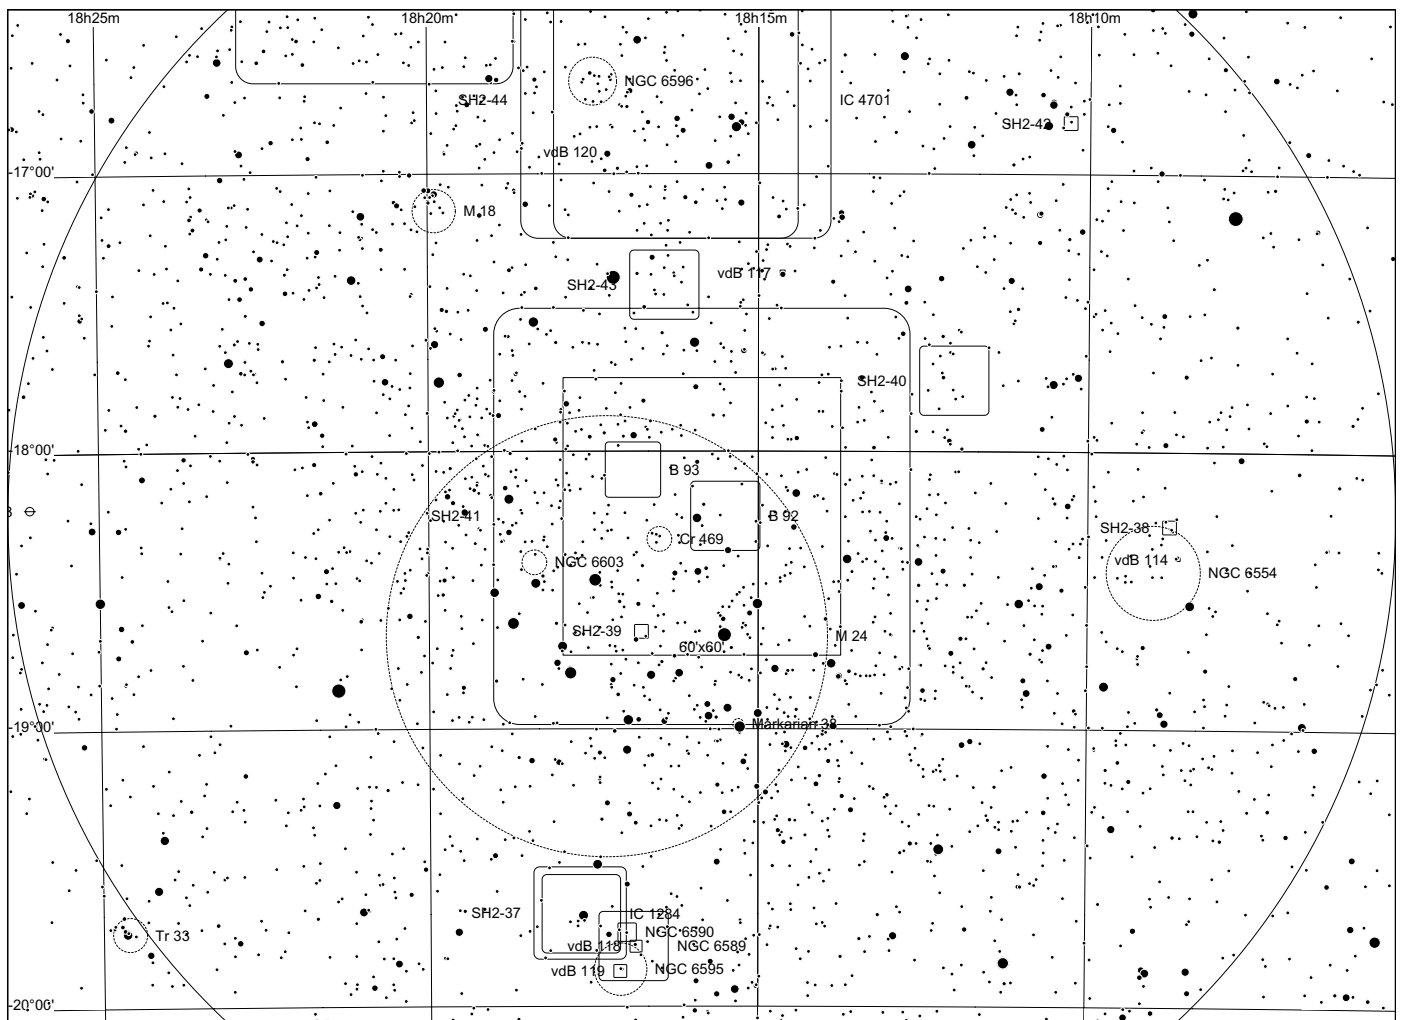 18h25m 18h20m 18h15m 18h10m
NGC 6596
SH2-44
IC 4701
SH2-42
vdB 120
-17°00'
M 18
vdB 117
SH2-43
SH2-40
-18°00'
B 93
B
SH2-41
B 92
SH2-38
Cr 469
NGC 6603
vdB 114
NGC 6554
SH2-39
M 24
60'x60'
-19°00'
Markarian 38
SH2-37
IC 1284
NGC 6590
Tr 33
vdB 118
NGC 6589
vdB 119
NGC 6595
-20°00'